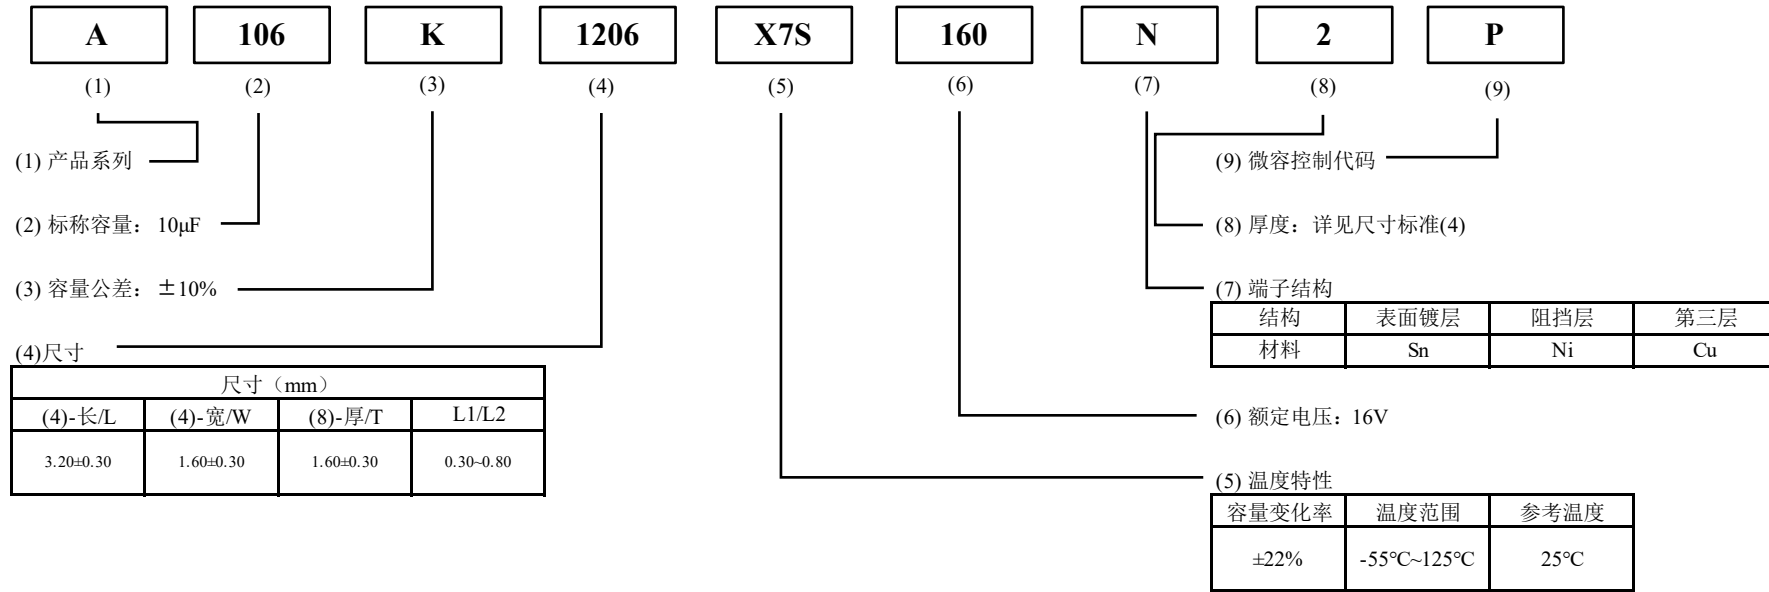 A 106 K 1206 X7S 160 N 2 P
(1) (2) (3) (4) (5) (6) (7) (8) (9)
(1) 产品系列
(2) 标称容量： 10μF
(3) 容量公差： ±10%
(4)尺寸
尺寸（mm）
(4)-长/L (4)-宽/W (8)-厚/T L1/L2
3.20±0.30 1.60±0.30 1.60±0.30 0.30~0.80
(9) 微容控制代码
(8) 厚度：详见尺寸标准(4)
(7) 端子结构
结构 表面镀层 阻挡层 第三层
材料 Sn Ni Cu
(6) 额定电压：16V
(5) 温度特性
容量变化率 温度范围 参考温度
±22% -55℃~125℃ 25℃